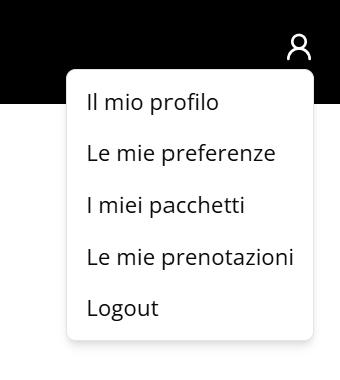 Il mio profilo
Le mie preferenze
I miei pacchetti
Le mie prenotazioni
Logout